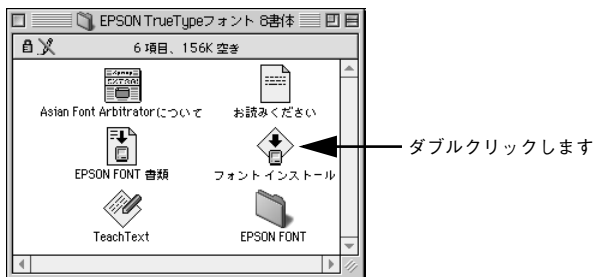 EPSON TrueTypeフォント 8書体
6 項目、156K 空き
Asian Font Arbitratorについて
お読みください
EPSON FONT 書類
フォントインストール
ダブルクリックします
TeachText
EPSON FONT